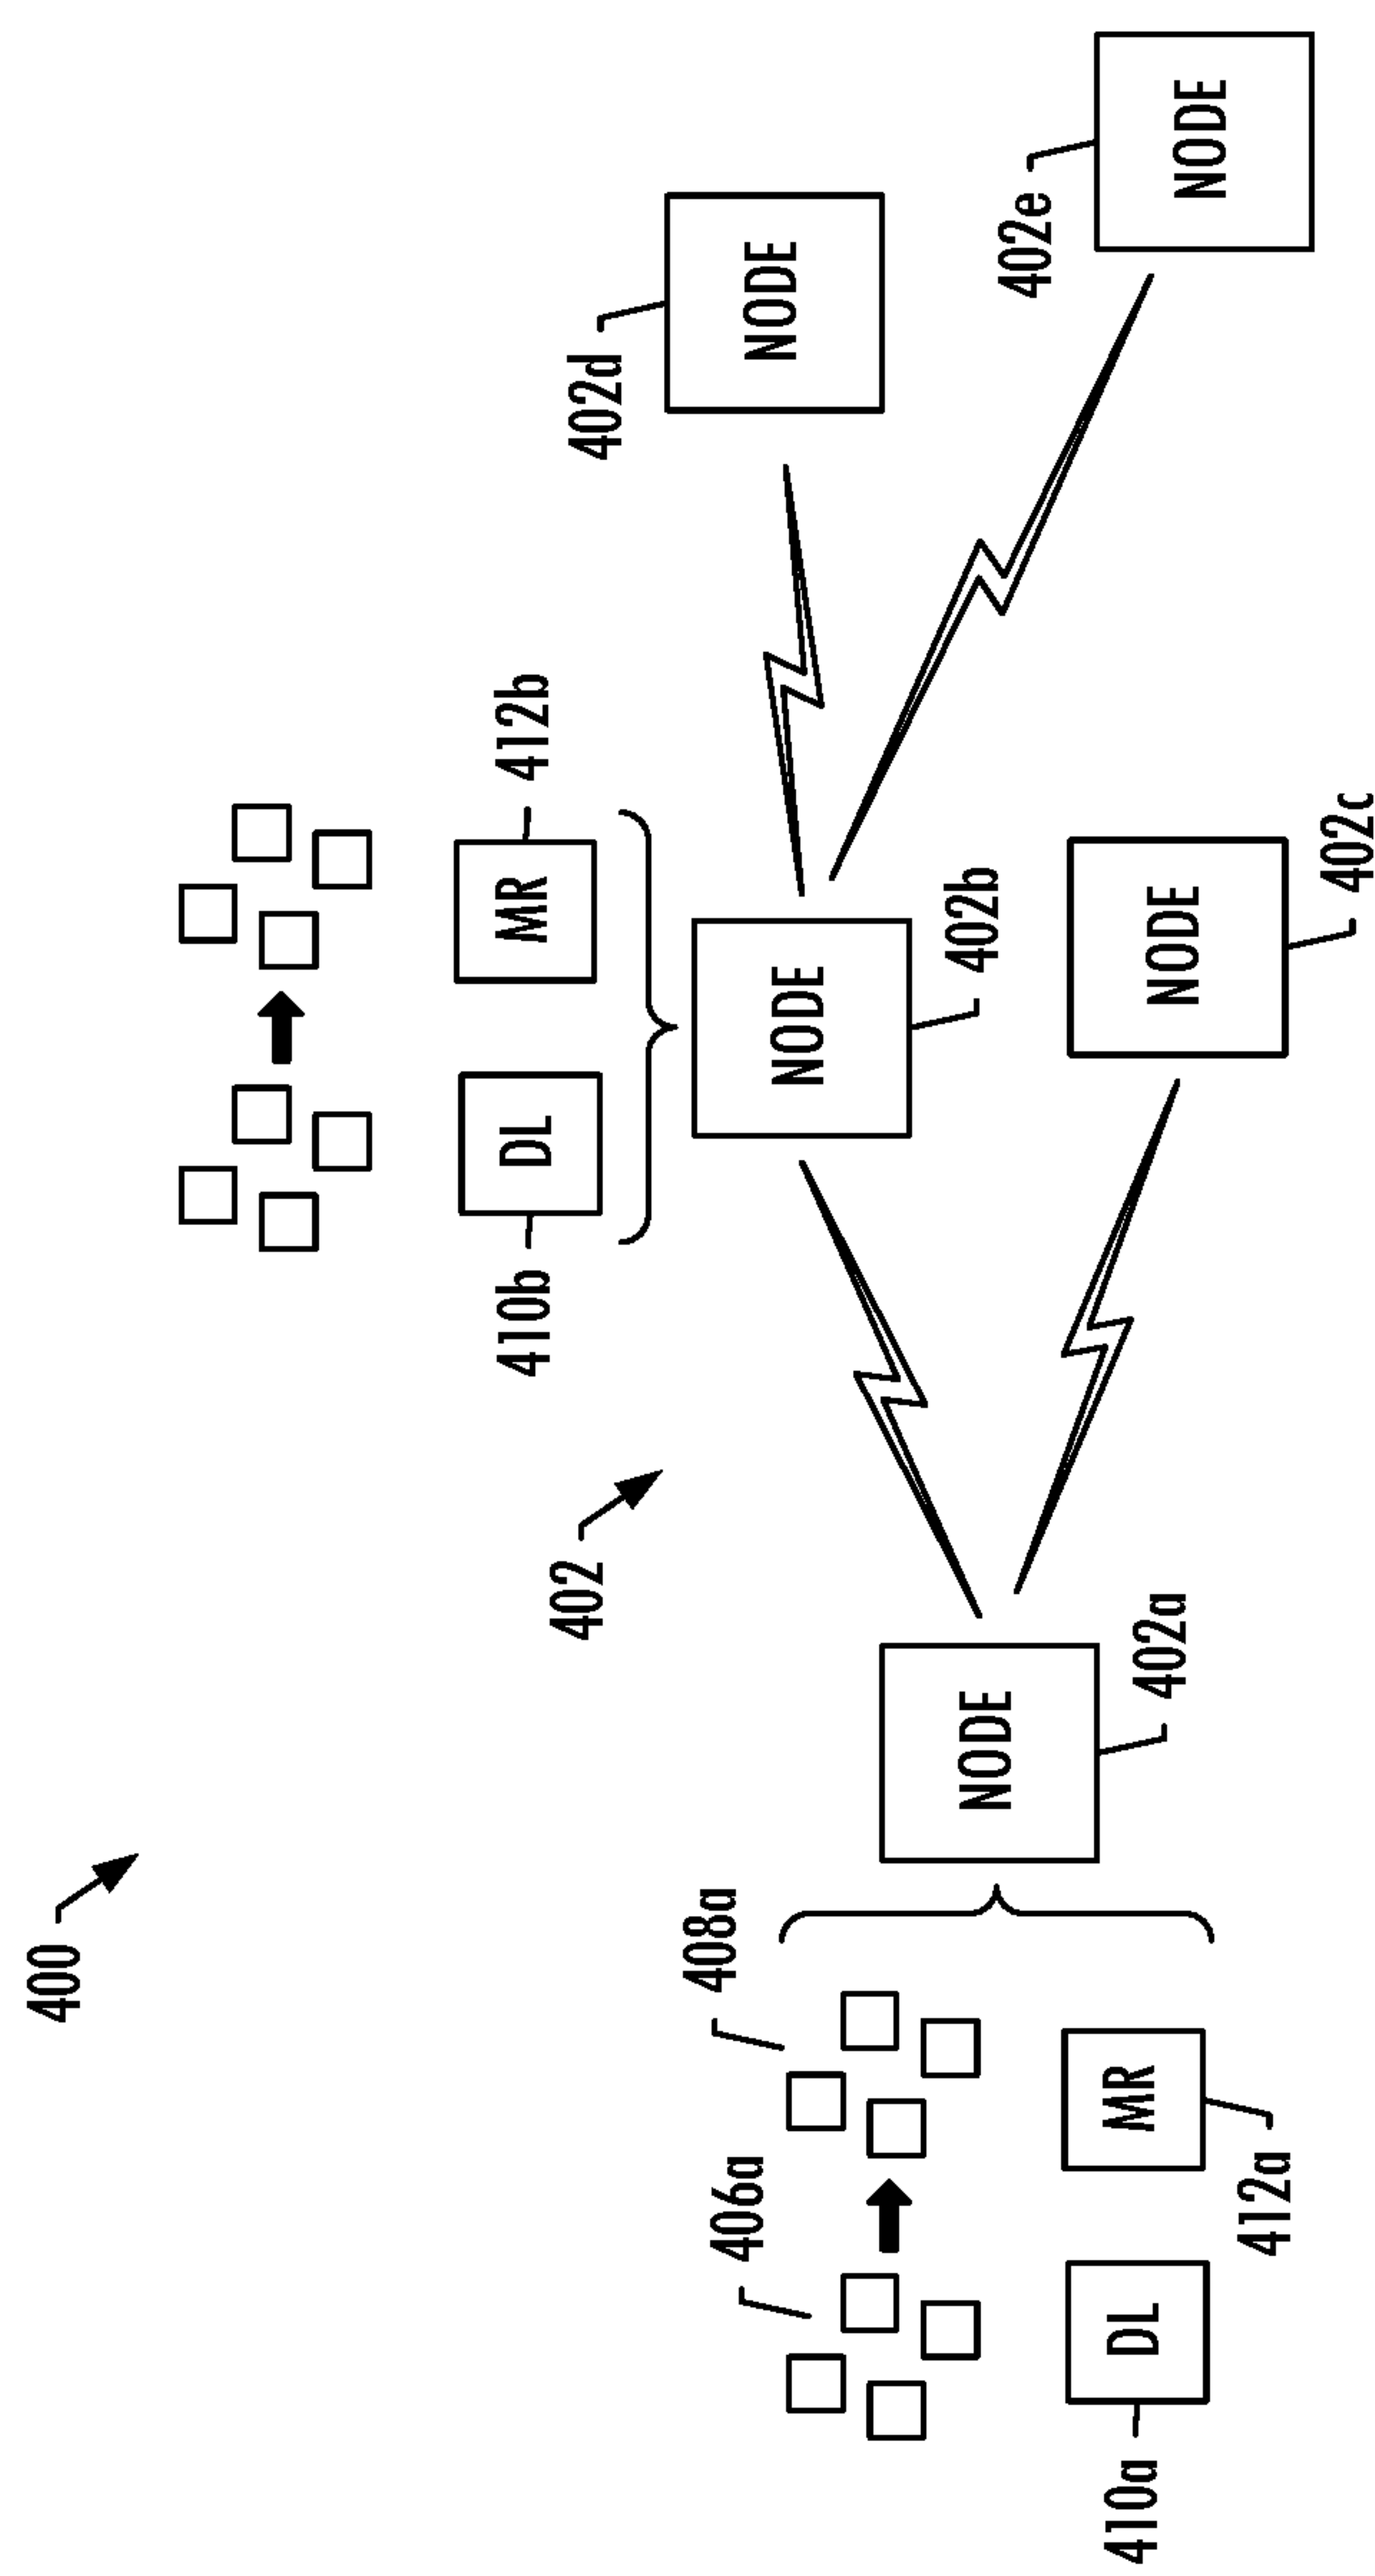 400
402
410b
DL
MR
412b
402d
NODE
402e
NODE
NODE
402b
406a
408a
NODE
402a
NODE
402c
410a
DL
MR
412a